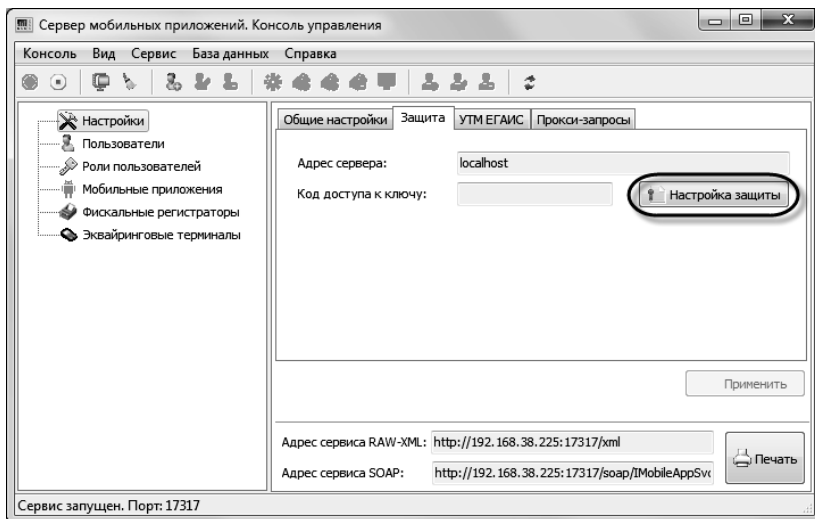 Сервер мобильных приложений. Консоль управления
Консоль Вид Сервис База данных Справка
Настройки
Пользователи
Роли пользователей
Мобильные приложения
Фискальные регистраторы
Эквайринговые терминалы
Общие настройки Защита УТМ ЕГАИС Прокси-запросы
Адрес сервера: localhost
Код доступа к ключу: Настройка защиты
Применить
Адрес сервиса RAW-XML: http://192.168.38.225:17317/xml
Адрес сервиса SOAP: http://192.168.38.225:17317/soap/IMobileAppSvc
Печать
Сервис запущен. Порт: 17317